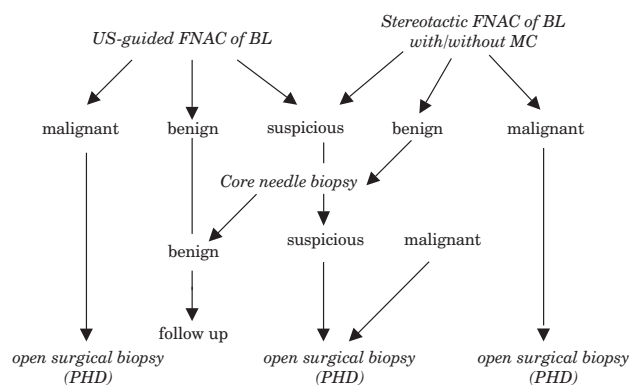 US-guided FNAC of BL
Stereotactic FNAC of BL
with/without MC
malignant
benign
suspicious
benign
malignant
Core needle biopsy
suspicious
malignant
benign
follow up
open surgical biopsy
(PHD)
open surgical biopsy
(PHD)
open surgical biopsy
(PHD)